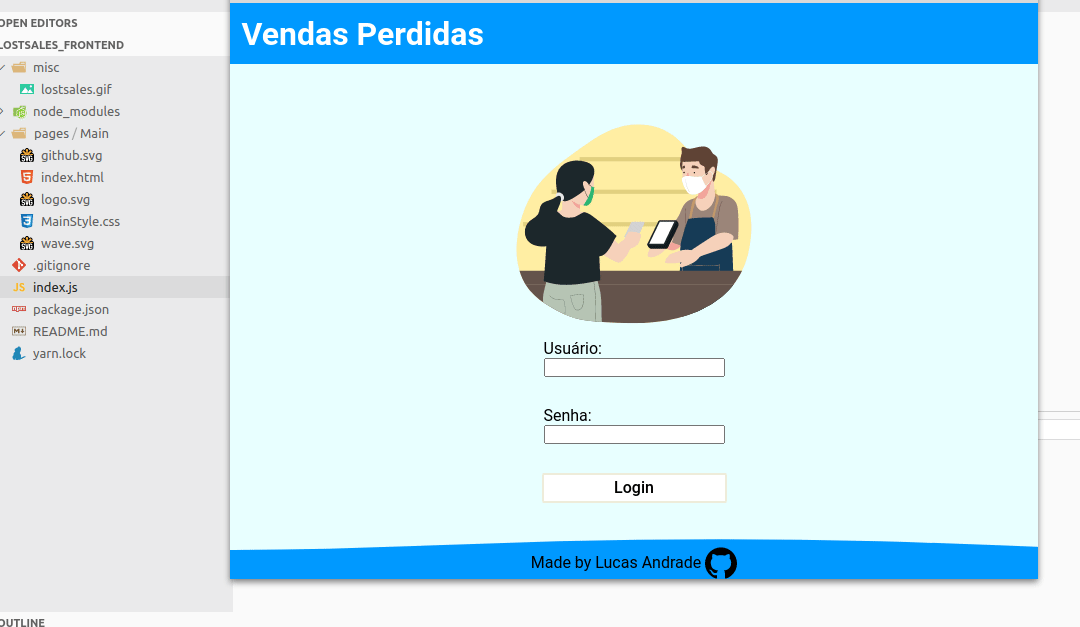 OPEN EDITORS
LOSTSALES_FRONTEND
misc
lostsales.gif
node_modules
pages / Main
github.svg
index.html
logo.svg
MainStyle.css
wave.svg
.gitignore
JS index.js
package.json
README.md
yarn.lock
OUTLINE
Vendas Perdidas
Usuário:
Senha:
Login
Made by Lucas Andrade